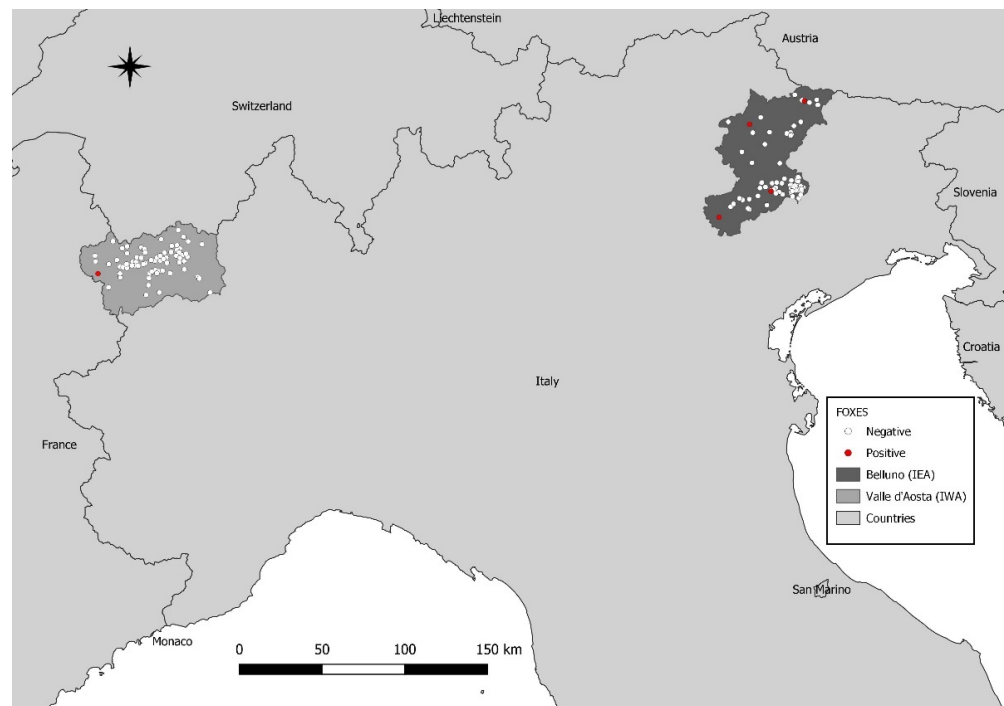 Liechtenstein
Austria
Switzerland
Slovenia
Croatia
Italy
France
FOXES
Negative
Positive
Belluno (IEA)
Valle d'Aosta (IWA)
Countries
San Marino
Monaco
0 50 100 150 km